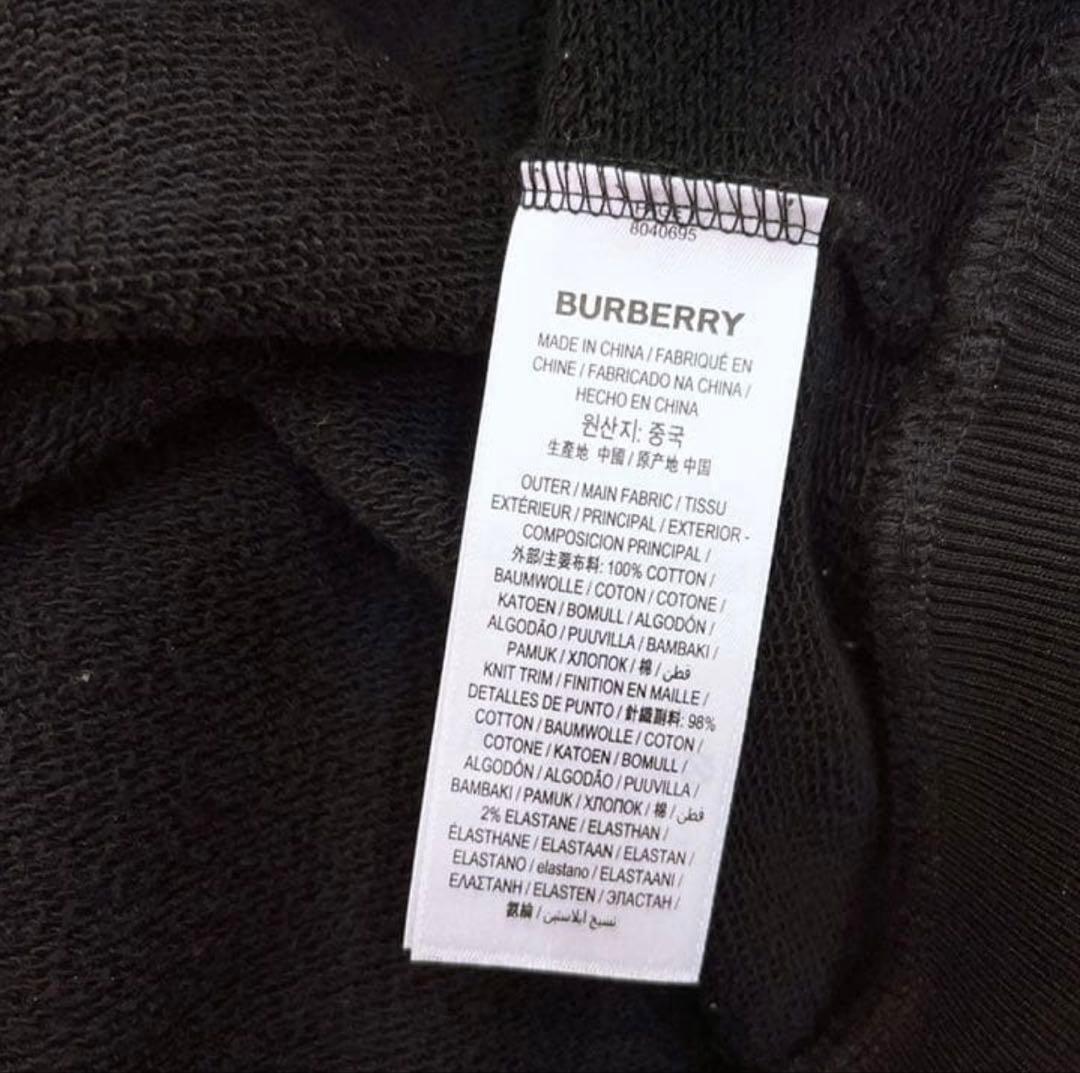 8040695
BURBERRY
MADE IN CHINA / FABRIQUÉ EN
CHINE / FABRICADO NA CHINA /
HECHO EN CHINA
원산지: 중국
生產地 中國 / 原产地 中国
OUTER / MAIN FABRIC / TISSU
EXTÉRIEUR / PRINCIPAL / EXTERIOR -
COMPOSICION PRINCIPAL /
外部/主要布料: 100% COTTON /
BAUMWOLLE / COTON / COTONE /
KATOEN / BOMULL / ALGODÓN /
ALGODÃO / PUUVILLA / BAMBAKI /
PAMUK / ХЛОПОК / 棉 / قطن
KNIT TRIM / FINITION EN MAILLE /
DETALLES DE PUNTO / 針織副料: 98%
COTTON / BAUMWOLLE / COTON /
COTONE / KATOEN / BOMULL /
ALGODÓN / ALGODÃO / PUUVILLA /
BAMBAKI / PAMUK / ХЛОПОК / 棉 / قطن
2% ELASTANE / ELASTHAN /
ÉLASTHANE / ELASTAAN / ELASTAN /
ELASTANO / elastano / ELASTAANI /
ΕΛΑΣΤΑΝΗ / ELASTEN / ЭЛАСТАН /
氨綸 / نسيج ايلاستين